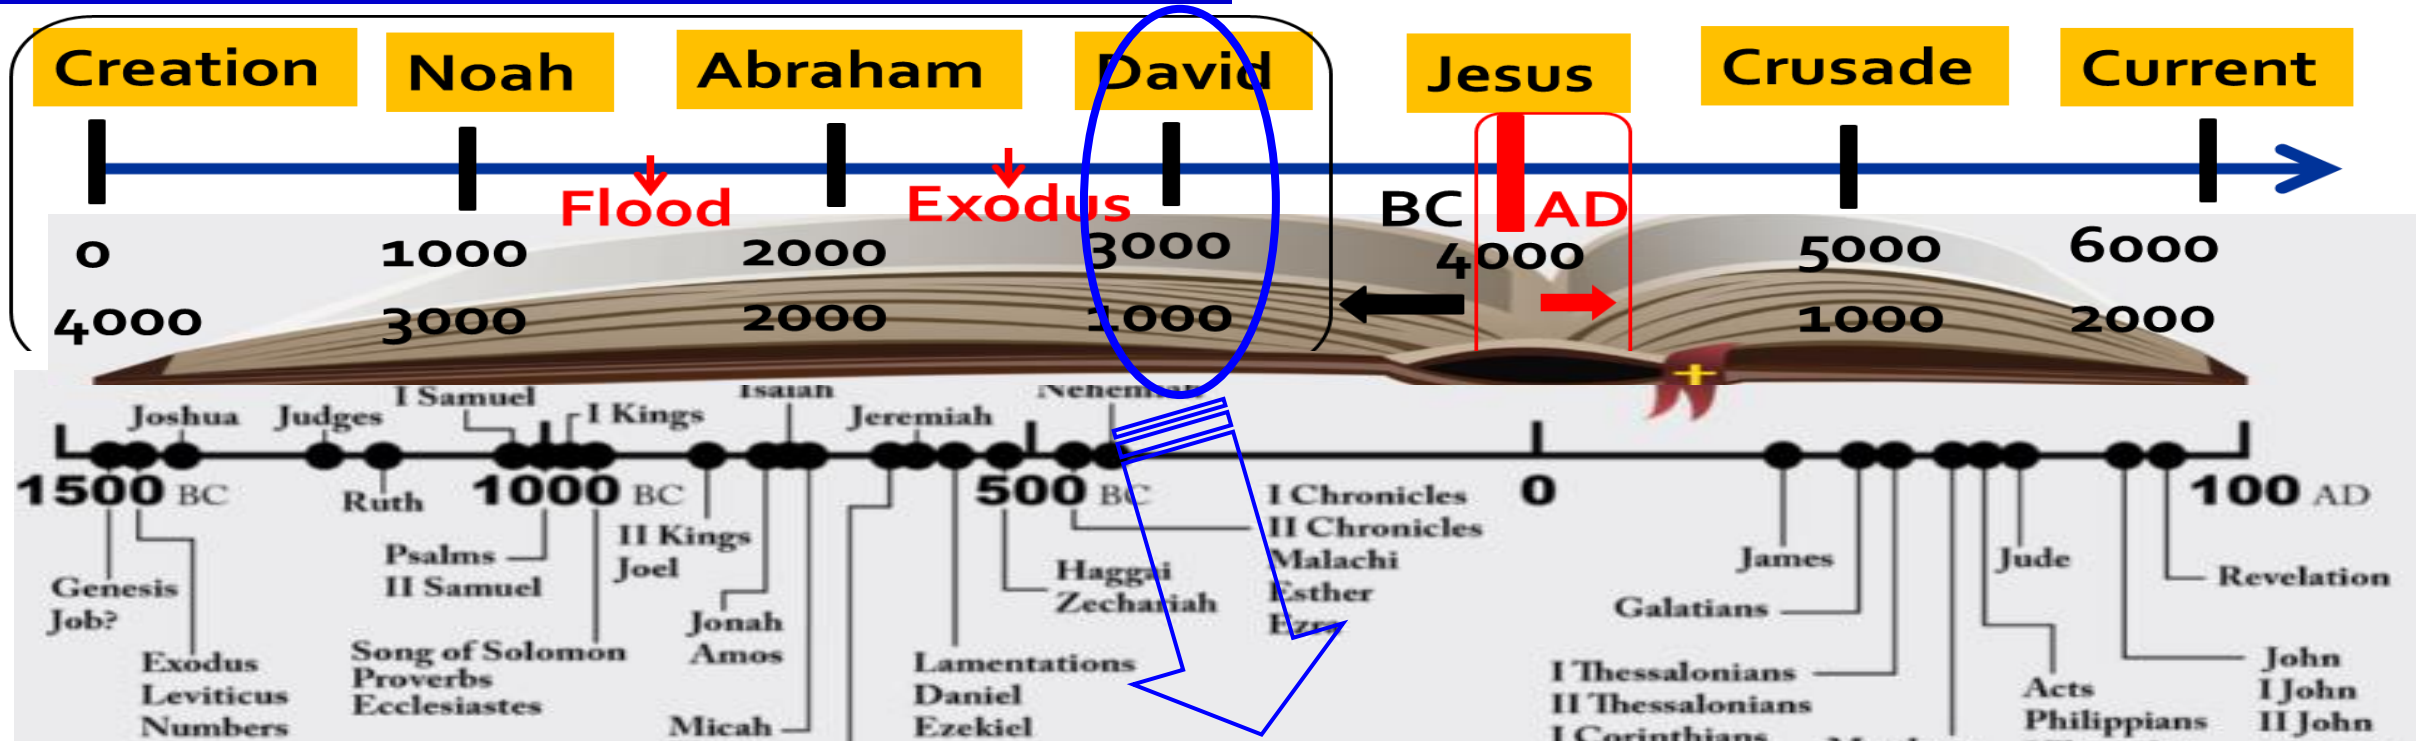 Creation Noah Abraham David Jesus Crusade Current
Flood Exodus BC AD
0 1000 2000 3000 4000 5000 6000
4000 3000 2000 1000 1000 2000
I Samuel Isaiah
Joshua Judges I Kings Jeremiah
1500 BC 1000 BC 500 BC 0 100 AD
Ruth
I Chronicles
II Chronicles
Malachi
Esther
Ezra
II Kings
Joel
Psalms
II Samuel
Haggai
Zechariah
James Jude
Revelation
Genesis
Job?
Galatians
Jonah
Amos
Song of Solomon
Proverbs
Ecclesiastes
Exodus
Leviticus
Numbers
Lamentations
Daniel
Ezekiel
Micah
I Thessalonians
II Thessalonians
I Corinthians
Acts
Philippians
John
I John
II John